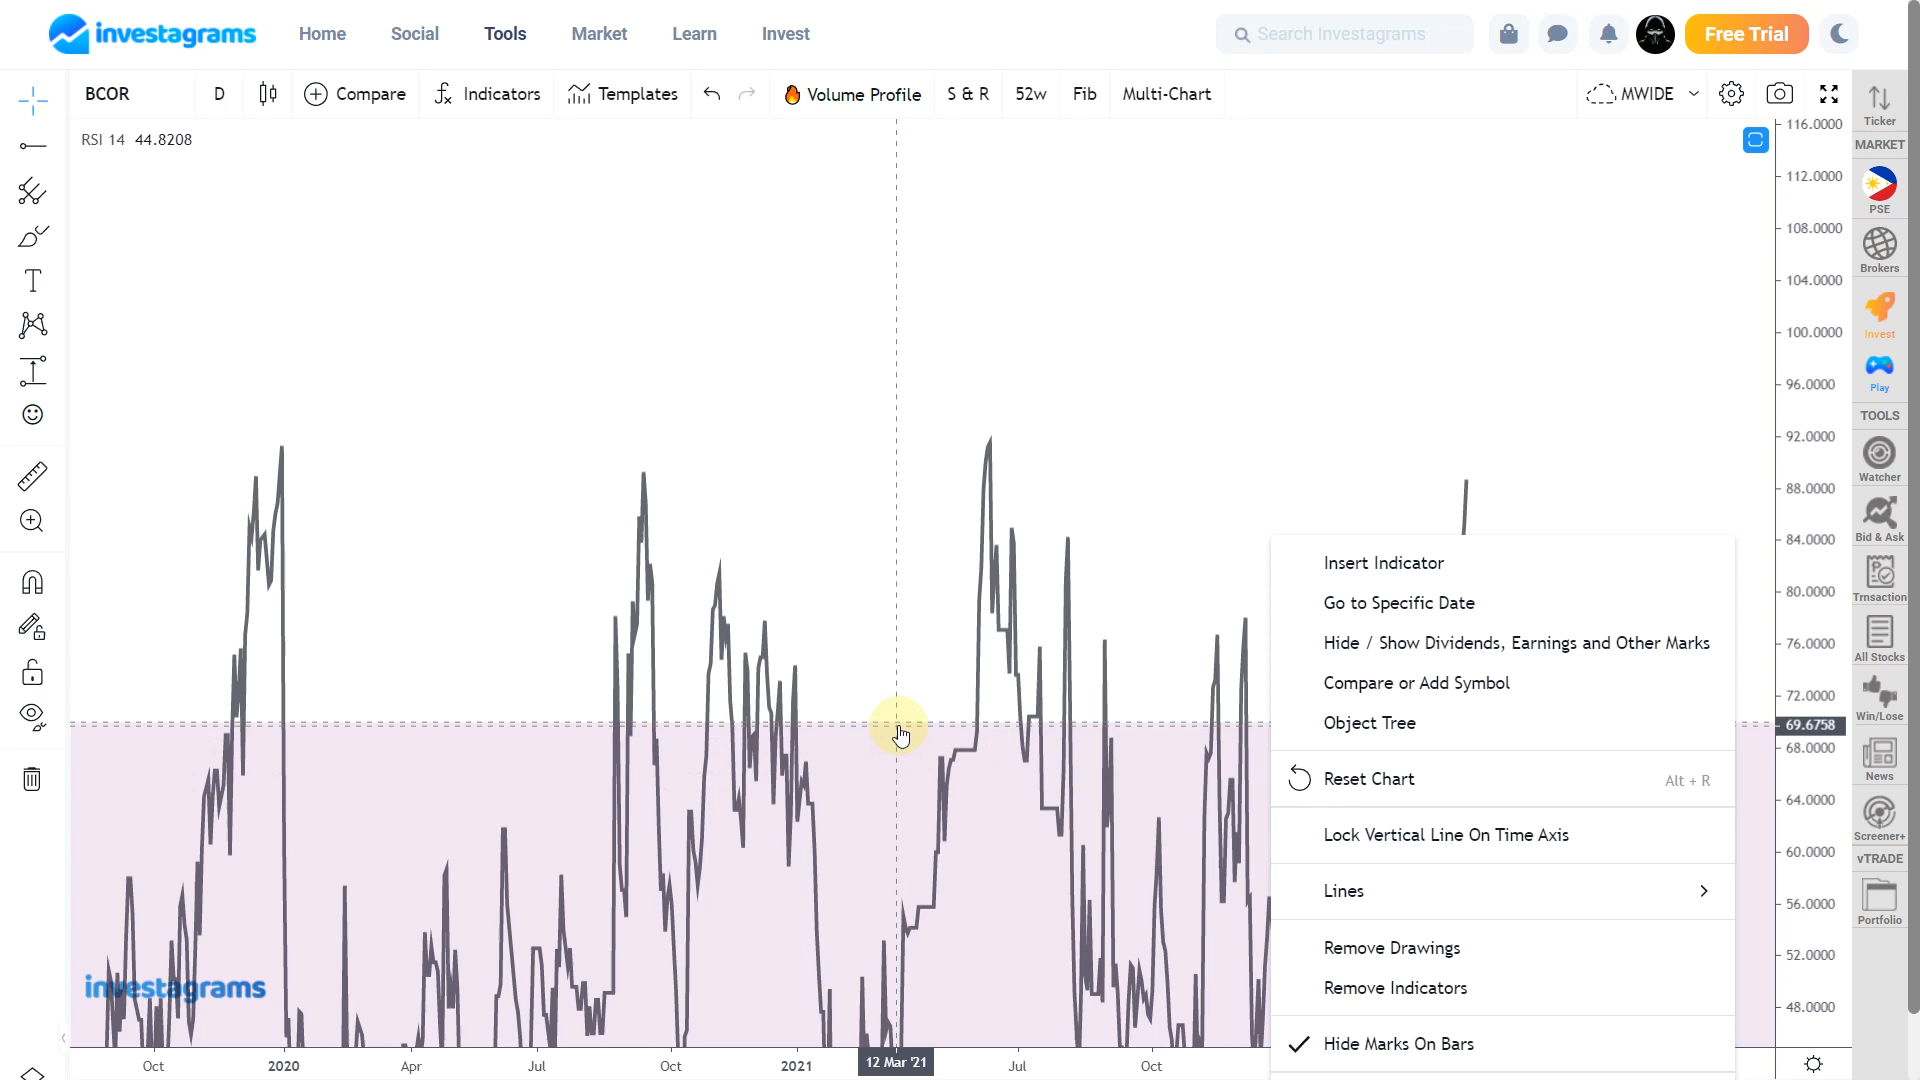 investagrams
Home
Social
Tools
Market
Learn
Invest
Search Investagrams
Free Trial
BCOR
D
Compare
Indicators
Templates
Volume Profile
S & R
52w
Fib
Multi-Chart
MWIDE
RSI 14 44.8208
116.0000
112.0000
108.0000
104.0000
100.0000
96.0000
92.0000
88.0000
84.0000
80.0000
76.0000
72.0000
69.6758
68.0000
64.0000
60.0000
56.0000
52.0000
48.0000
Insert Indicator
Go to Specific Date
Hide / Show Dividends, Earnings and Other Marks
Compare or Add Symbol
Object Tree
Reset Chart Alt + R
Lock Vertical Line On Time Axis
Lines
Remove Drawings
Remove Indicators
Hide Marks On Bars
investagrams
Oct
2020
Apr
Jul
Oct
2021
12 Mar '21
Jul
Oct
Ticker
MARKET
PSE
Brokers
Invest
Play
TOOLS
Watcher
Bid & Ask
Trnsaction
All Stocks
Win/Lose
News
Screener+
vTRADE
Portfolio